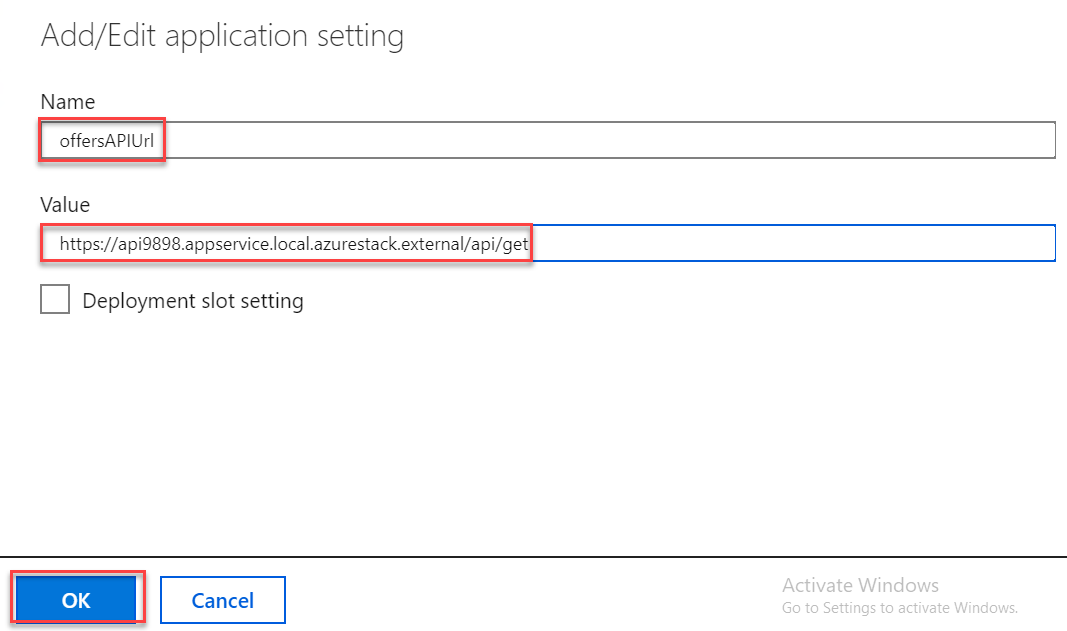 Add/Edit application setting
Name
offersAPIUrl
Value
https://api9898.appservice.local.azurestack.external/api/get
Deployment slot setting
OK
Cancel
Activate Windows
Go to Settings to activate Windows.